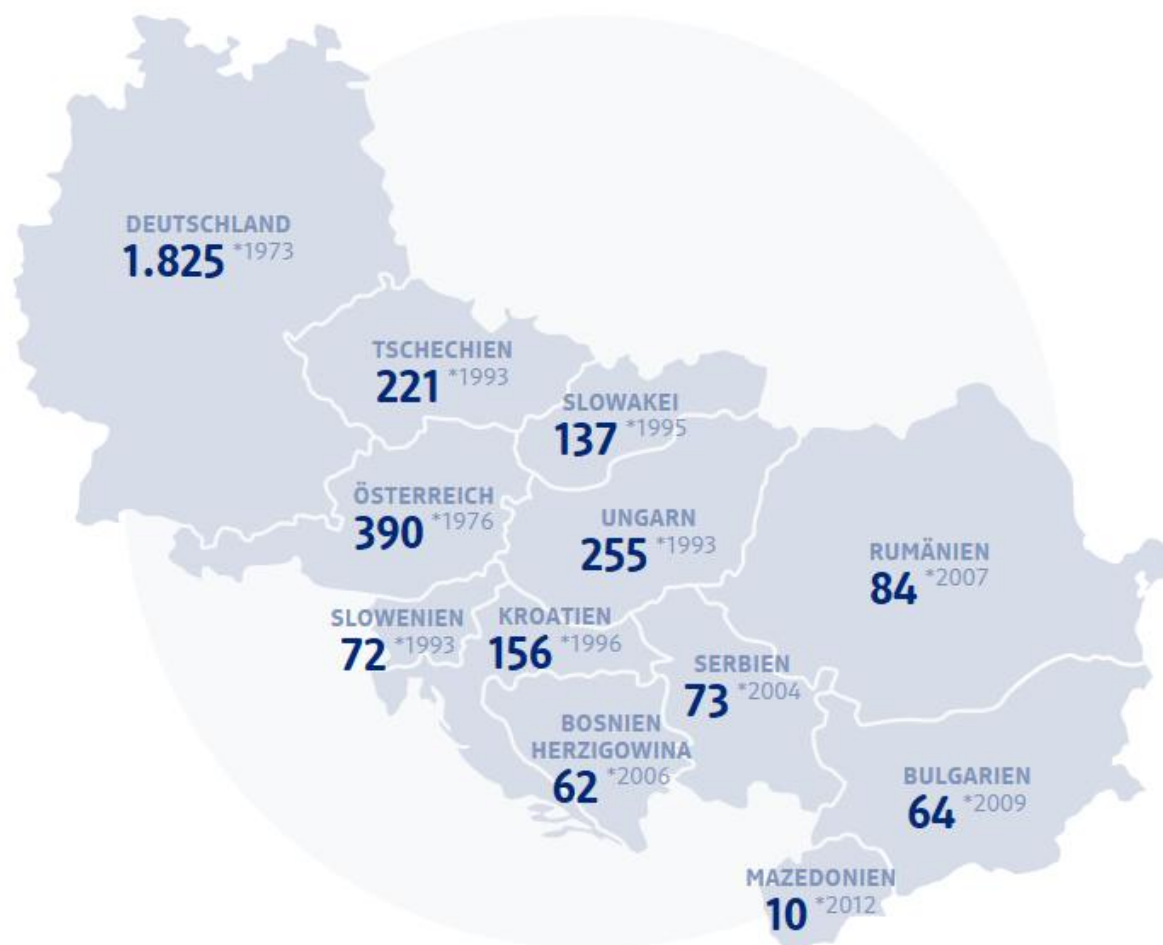 DEUTSCHLAND
1.825 *1973
TSCHECHIEN
221 *1993
SLOWAKEI
137 *1995
ÖSTERREICH
390 *1976
UNGARN
255 *1993
RUMÄNIEN
84 *2007
SLOWENIEN
72 *1993
KROATIEN
156 *1996
SERBIEN
73 *2004
BOSNIEN
HERZIGOWINA
62 *2006
BULGARIEN
64 *2009
MAZEDONIEN
10 *2012